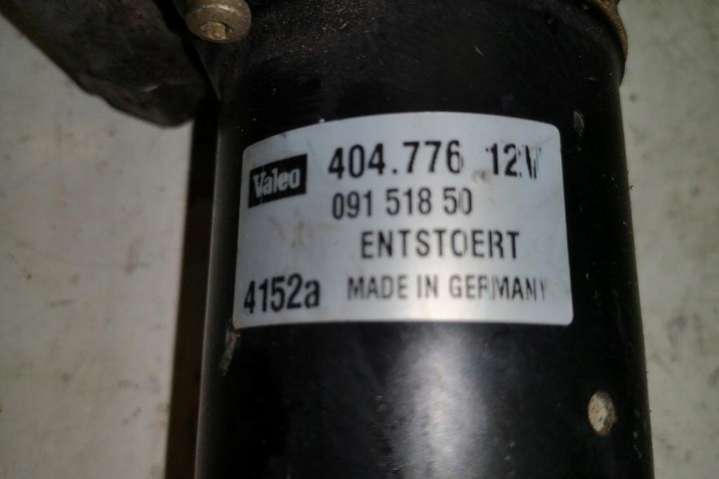 Valeo 404.776 12V
091 518 50
ENTSTOERT
4152a MADE IN GERMANY